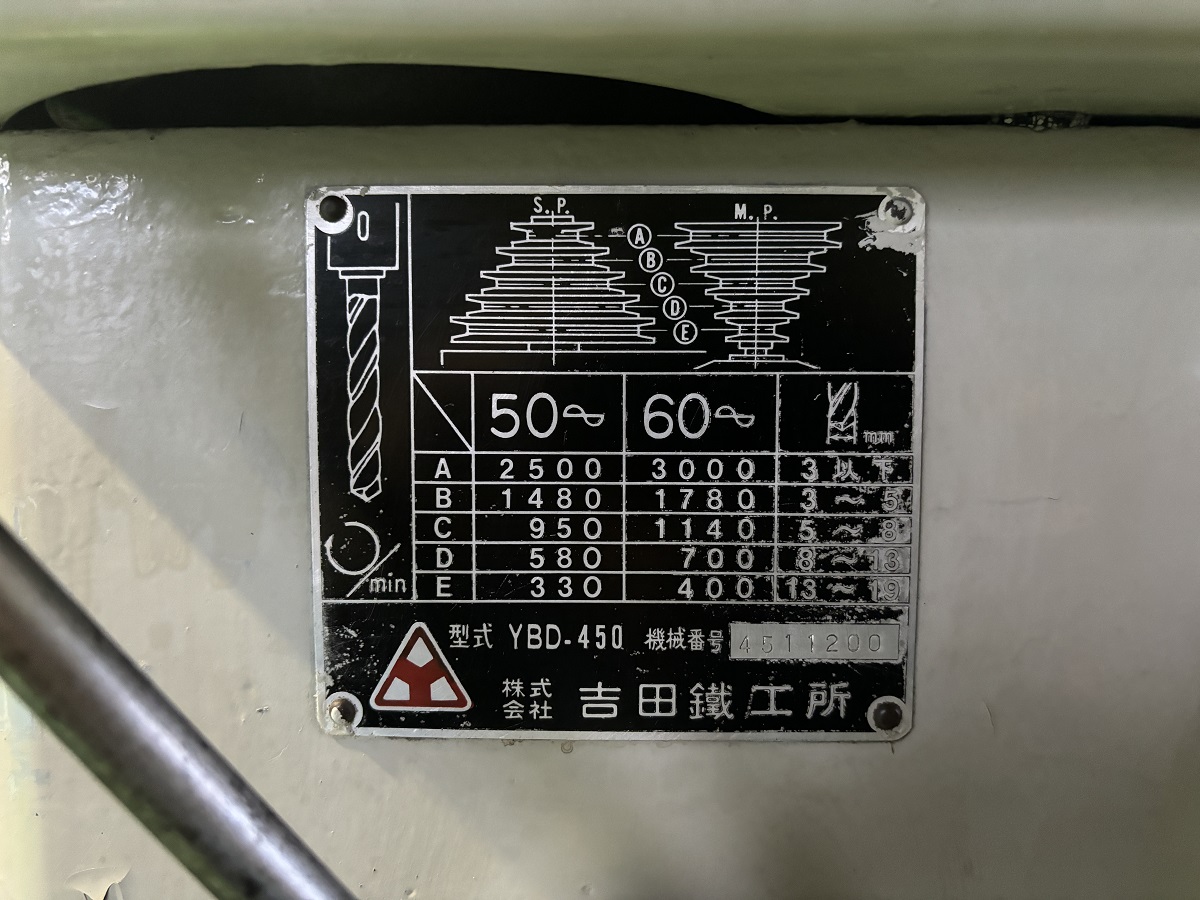 S.P. M.P.
A
B
C
D
E
50~ 60~ mm
A 2500 3000 3以下
B 1480 1780 3~5
C 950 1140 5~8
D 580 700 8~13
E 330 400 13~19
/min
型式 YBD-450 機械番号 4511200
株式会社 吉田鐵工所